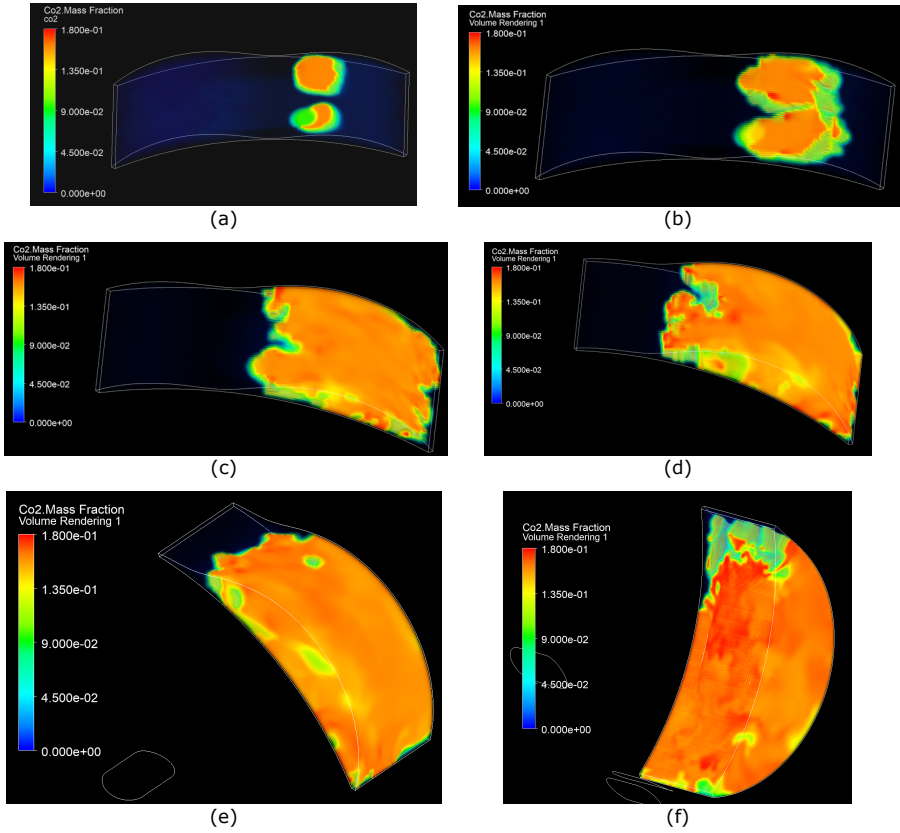 Co2.Mass Fraction
co2
1.800e-01
1.350e-01
9.000e-02
4.500e-02
0.000e+00
(a)
Co2.Mass Fraction
Volume Rendering 1
1.800e-01
1.350e-01
9.000e-02
4.500e-02
0.000e+00
(b)
Co2.Mass Fraction
Volume Rendering 1
1.800e-01
1.350e-01
9.000e-02
4.500e-02
0.000e+00
(c)
Co2.Mass Fraction
Volume Rendering 1
1.800e-01
1.350e-01
9.000e-02
4.500e-02
0.000e+00
(d)
Co2.Mass Fraction
Volume Rendering 1
1.800e-01
1.350e-01
9.000e-02
4.500e-02
0.000e+00
(e)
Co2.Mass Fraction
Volume Rendering 1
1.800e-01
1.350e-01
9.000e-02
4.500e-02
0.000e+00
(f)